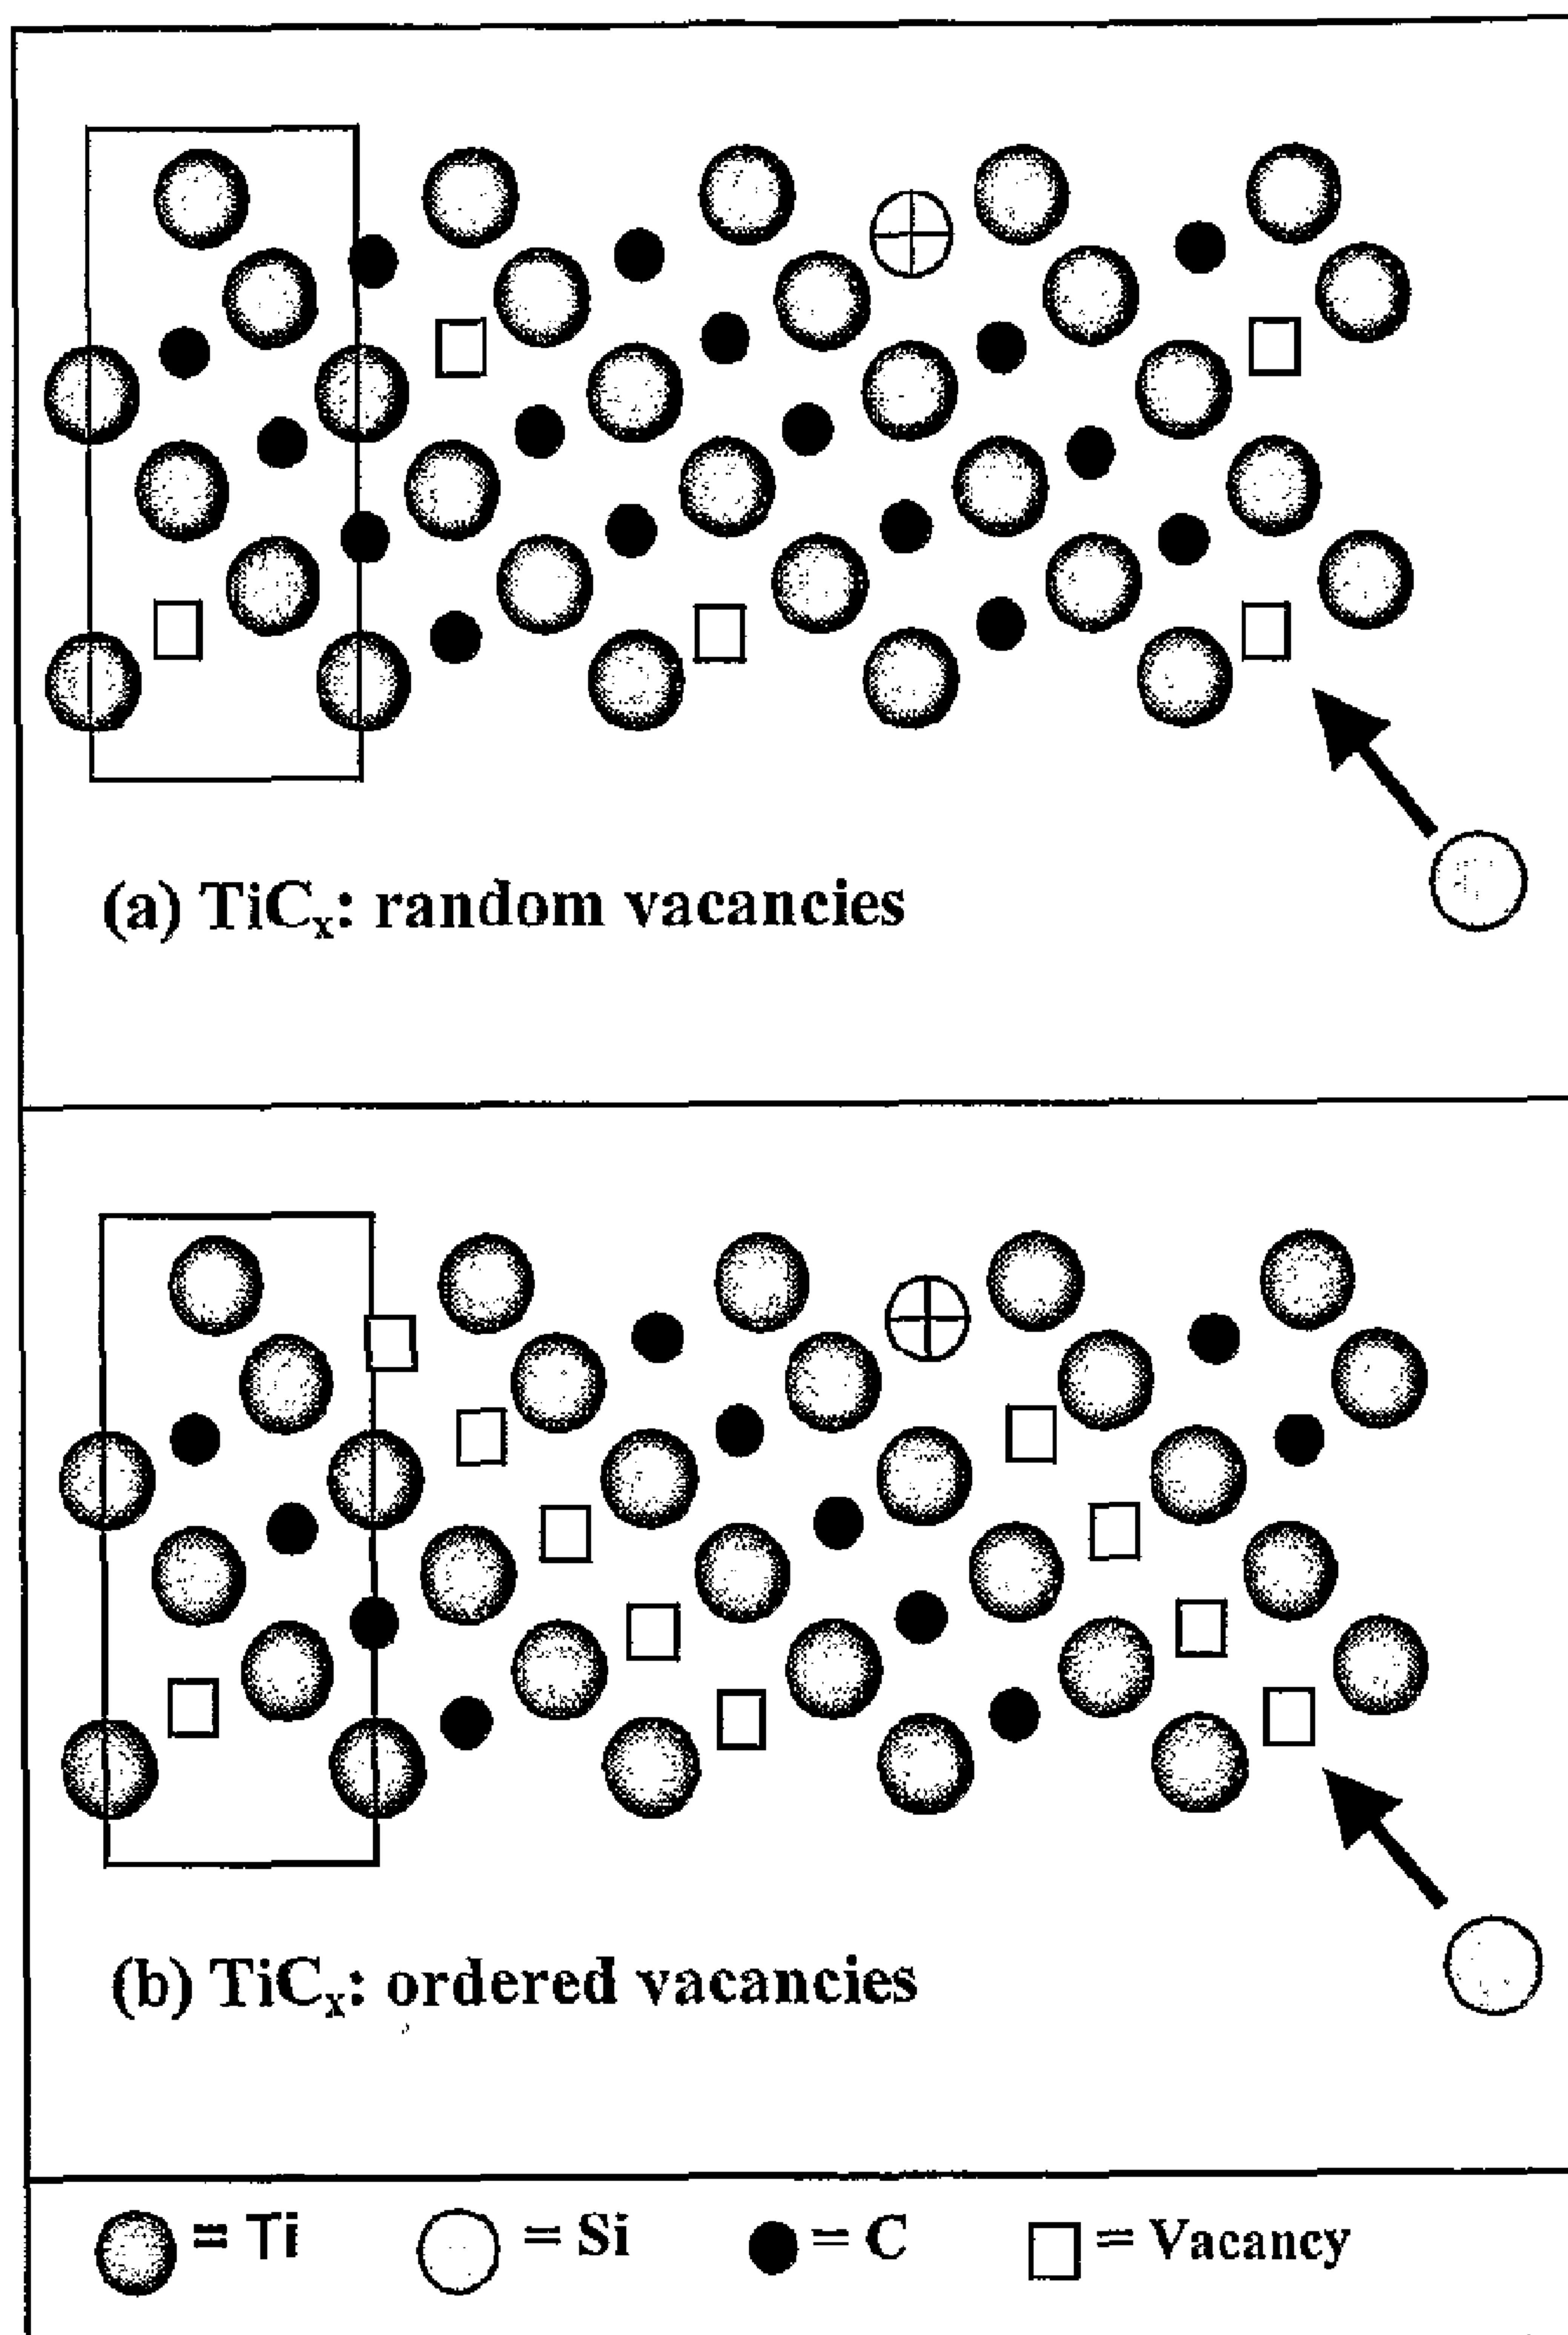 (a) TiCₓ: random vacancies
(b) TiCₓ: ordered vacancies
= Ti = Si = C = Vacancy